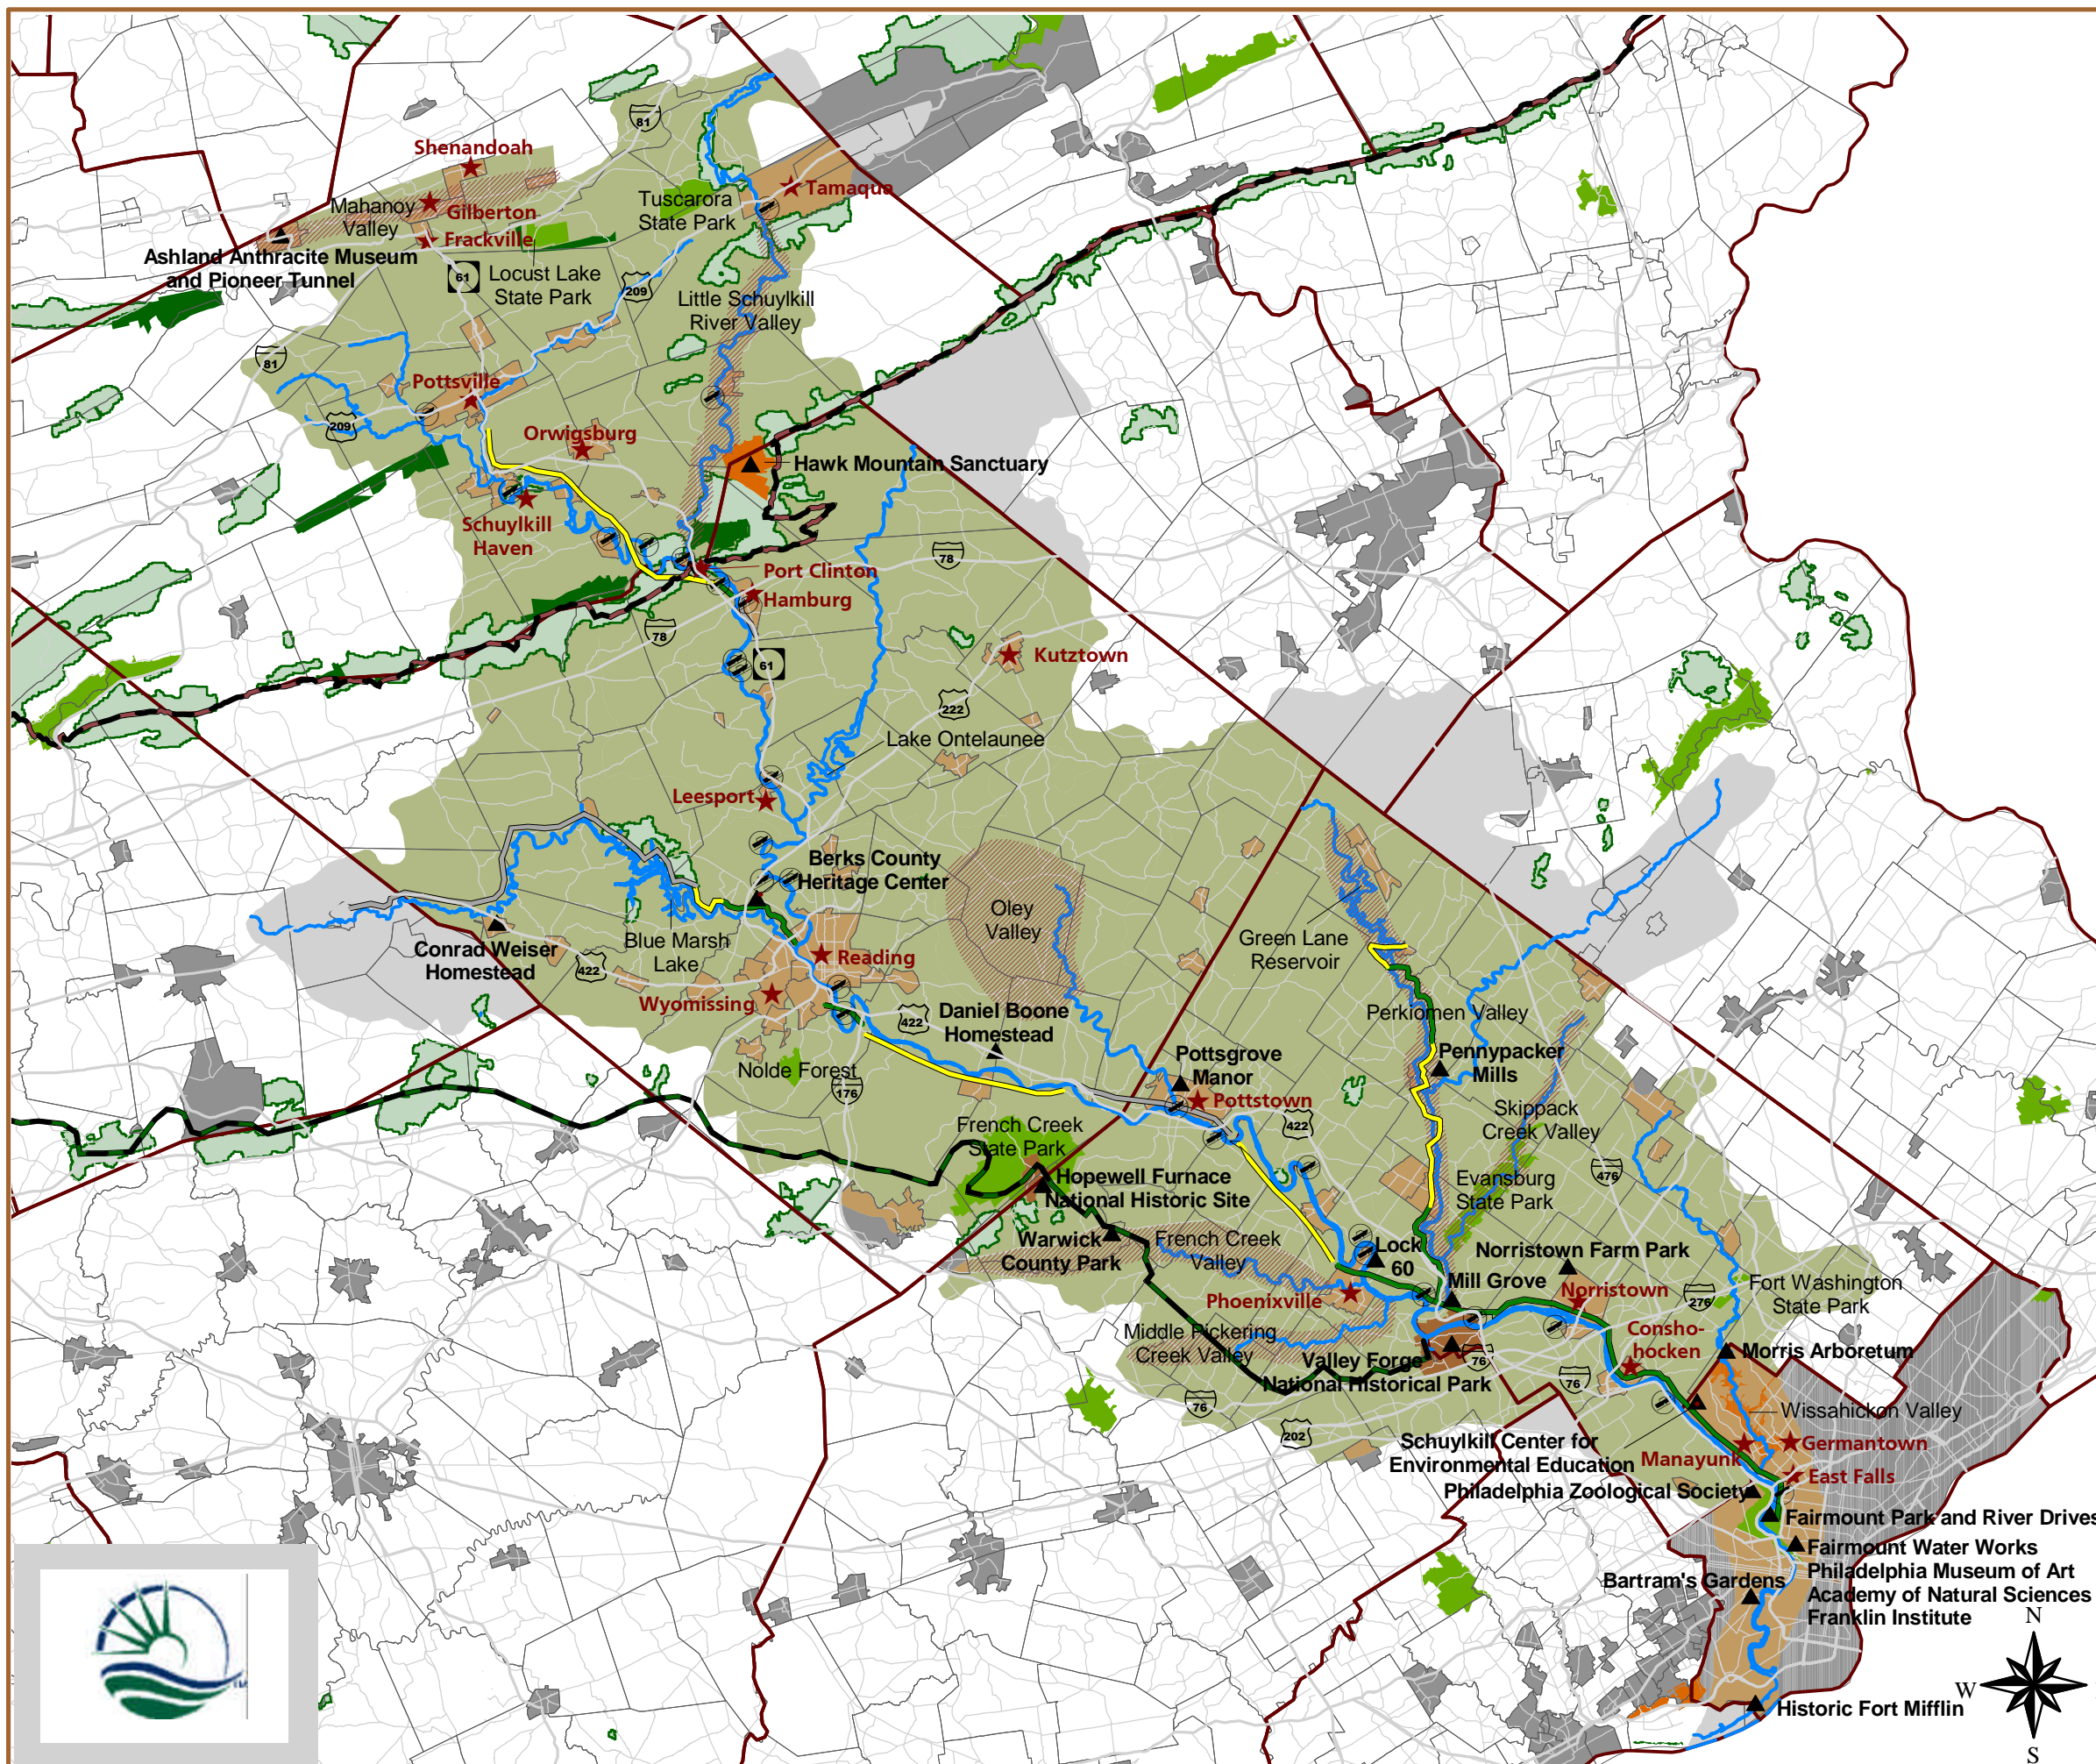 81
Shenandoah
Tamaqua
Tuscarora
State Park
Mahanoy
Valley
Gilberton
Frackville
Ashland Anthracite Museum
and Pioneer Tunnel
61
Locust Lake
State Park
209
Little Schuylkill
River Valley
81
Pottsville
209
Orwigsburg
Hawk Mountain Sanctuary
Schuylkill
Haven
78
Port Clinton
Hamburg
78
61
Kutztown
222
Lake Ontelaunee
Leesport
Berks County
Heritage Center
Oley
Valley
Conrad Weiser
Homestead
422
Blue Marsh
Lake
Green Lane
Reservoir
Reading
Wyomissing
422
Daniel Boone
Homestead
Perkiomen Valley
Pottsgrove
Manor
Pennypacker
Mills
Nolde Forest
176
Pottstown
422
Skippack
Creek Valley
French Creek
State Park
Hopewell Furnace
National Historic Site
Evansburg
State Park
476
Warwick
County Park
French Creek
Valley
Lock
60
Norristown Farm Park
Mill Grove
Norristown
276
Fort Washington
State Park
Phoenixville
Middle Pickering
Creek Valley
Consho-
hocken
Valley Forge
National Historical Park
76
76
76
Morris Arboretum
Wissahickon Valley
202
Schuylkill Center for
Environmental Education
Manayunk
Germantown
East Falls
Philadelphia Zoological Society
Fairmount Park and River Drives
Fairmount Water Works
Philadelphia Museum of Art
Academy of Natural Sciences
Franklin Institute
Bartram's Gardens
Historic Fort Mifflin
N
W
S